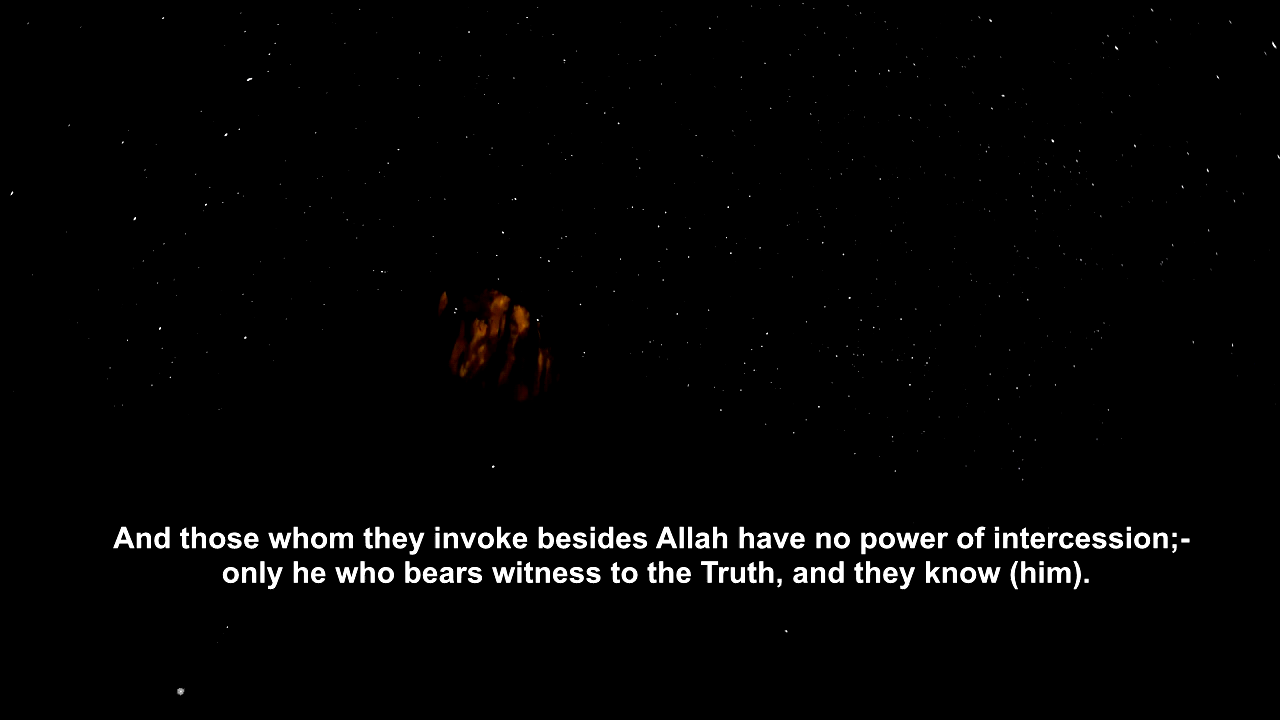 And those whom they invoke besides Allah have no power of intercession;-
only he who bears witness to the Truth, and they know (him).